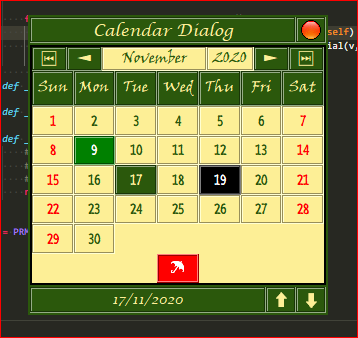 Calendar Dialog
self)
ial(v,
November 2020
Sun Mon Tue Wed Thu Fri Sat
1 2 3 4 5 6 7
def _
8 9 10 11 12 13 14
def _
def _
#
15 16 17 18 19 20 21
#
#
22 23 24 25 26 27 28
= PRM
29 30
17/11/2020